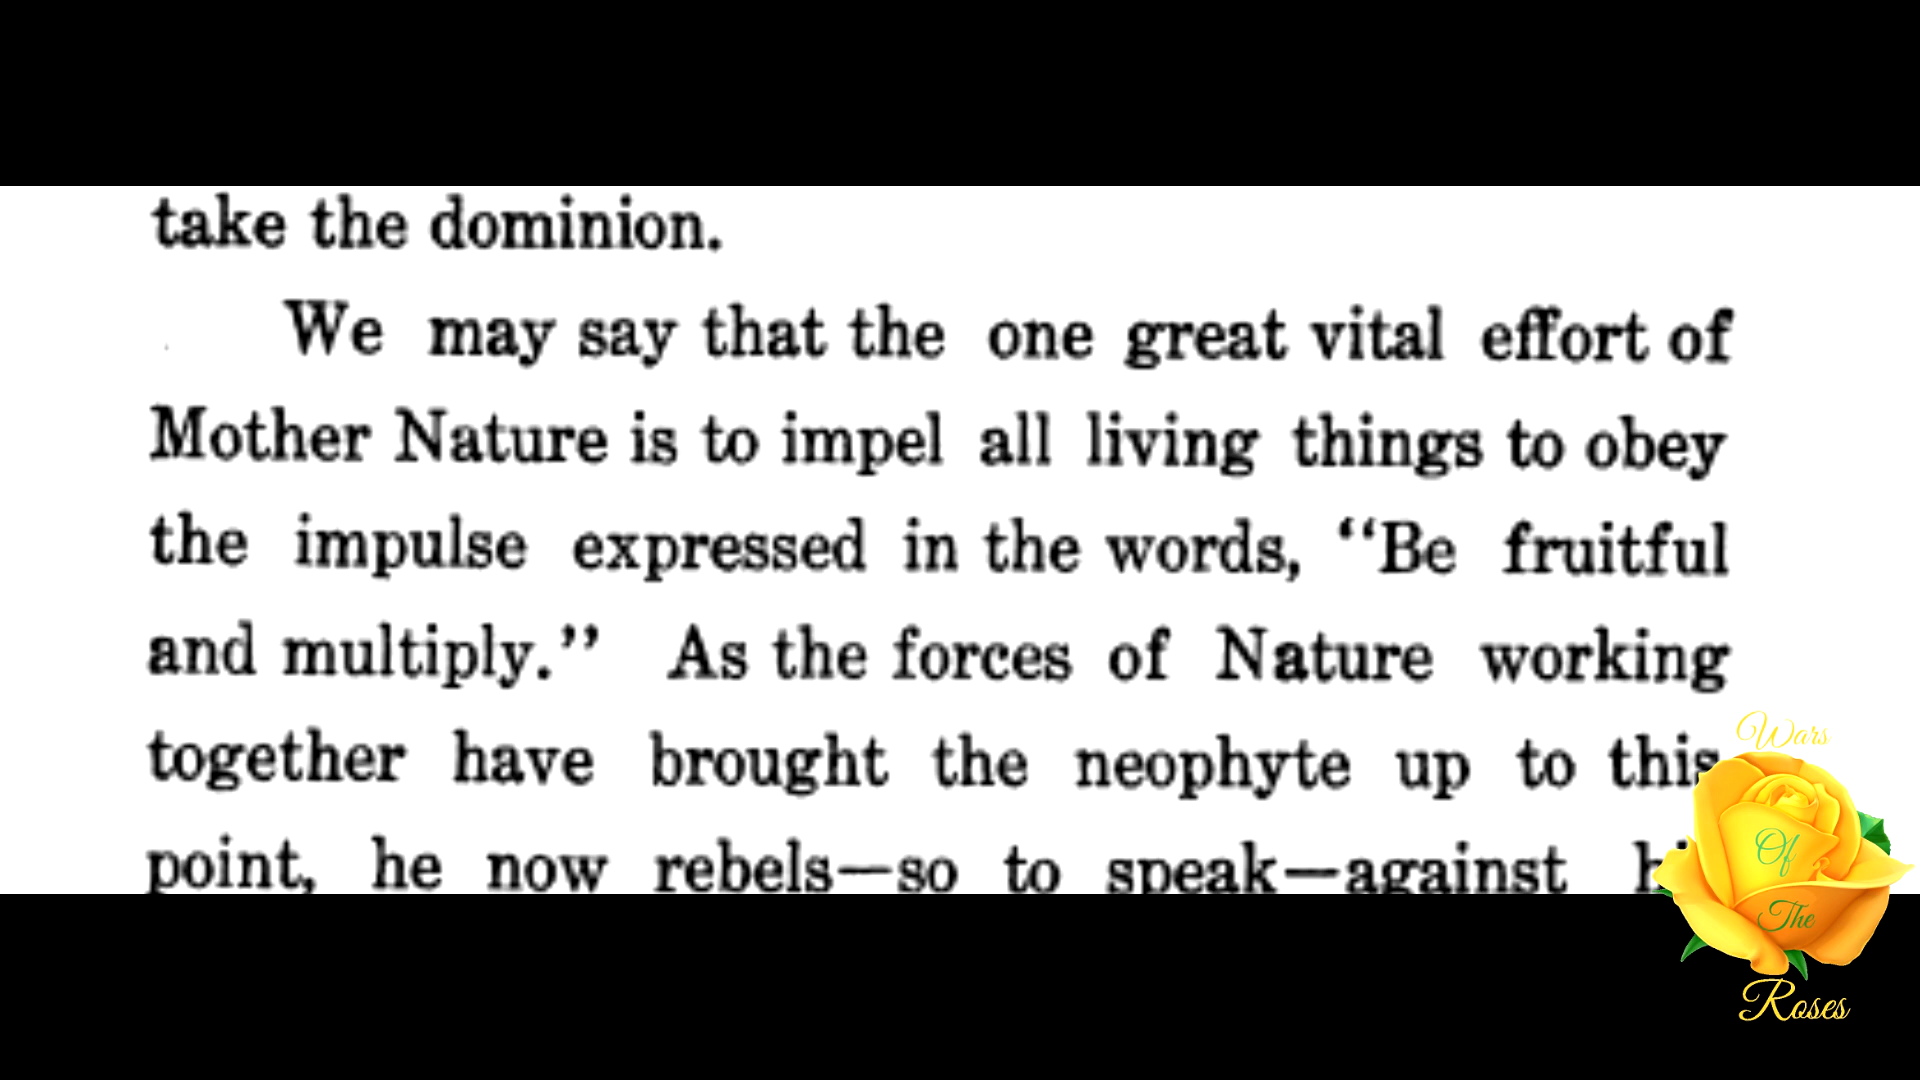 take the dominion.
We may say that the one great vital effort of
Mother Nature is to impel all living things to obey
the impulse expressed in the words, “Be fruitful
and multiply.” As the forces of Nature working
together have brought the neophyte up to this
point, he now rebels—so to speak—against
Wars
Of
The
Roses